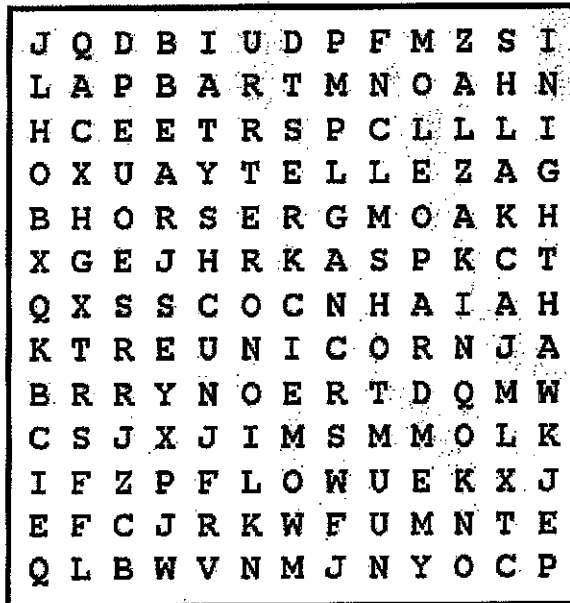 J Q D B I U D P F M Z S I
L A P B A R T M N O A H N
H C E E T R S P C L L L I
O X U A Y T E L L E Z A G
B H O R S E R G M O A K H
X G E J H R K A S P K C T
Q X S S C O C N H A I A H
K T R E U N I C O R N J A
B R R Y N O E R T D Q M W
C S J X J I M S M M O L K
I F Z P F L O W U E K X J
E F C J R K W F U M N T E
Q L B W V N M J N Y O C P